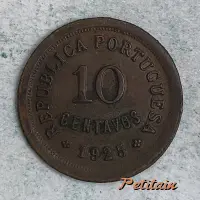 REPUBLICA PORTUGUESA
10
CENTAVOS
* 1925 *
Petitain